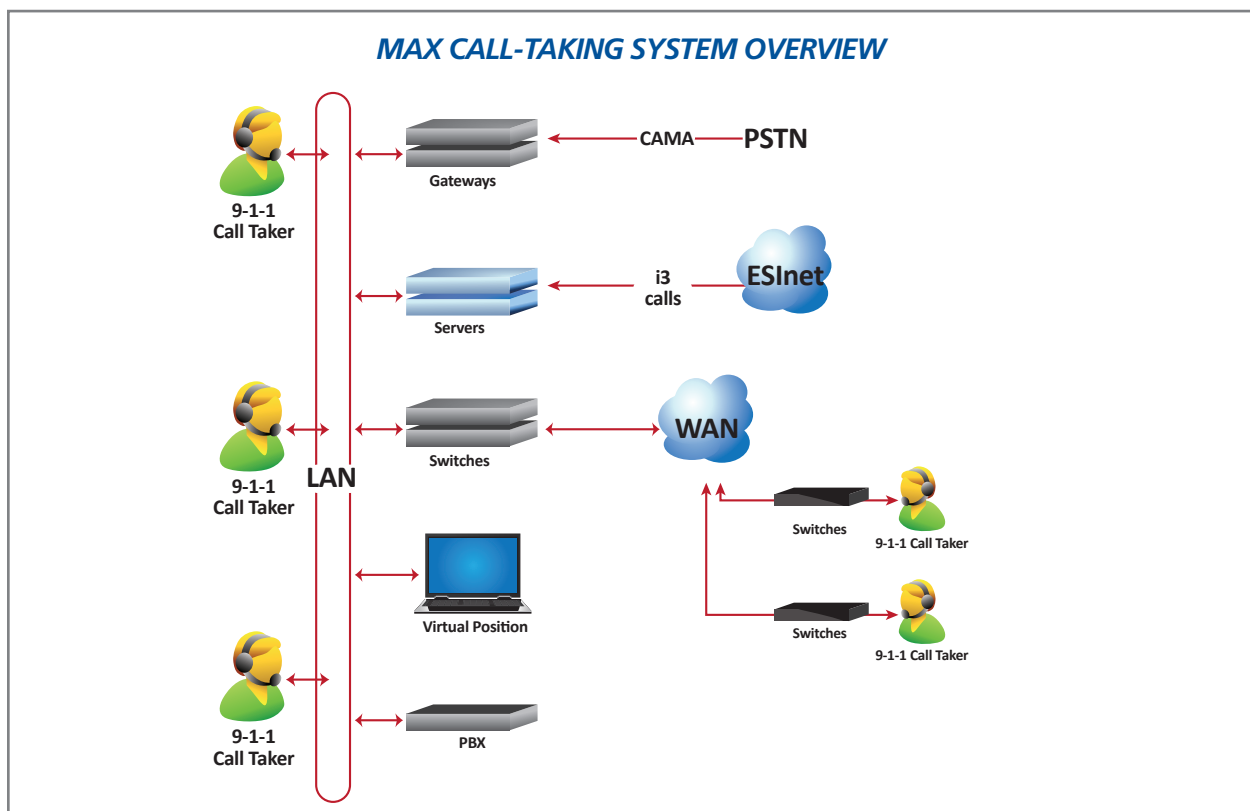 MAX CALL-TAKING SYSTEM OVERVIEW
9-1-1
Call Taker
Gateways
CAMA
PSTN
Servers
i3
calls
ESInet
9-1-1
Call Taker
LAN
Switches
WAN
Switches
9-1-1 Call Taker
Virtual Position
Switches
9-1-1 Call Taker
9-1-1
Call Taker
PBX